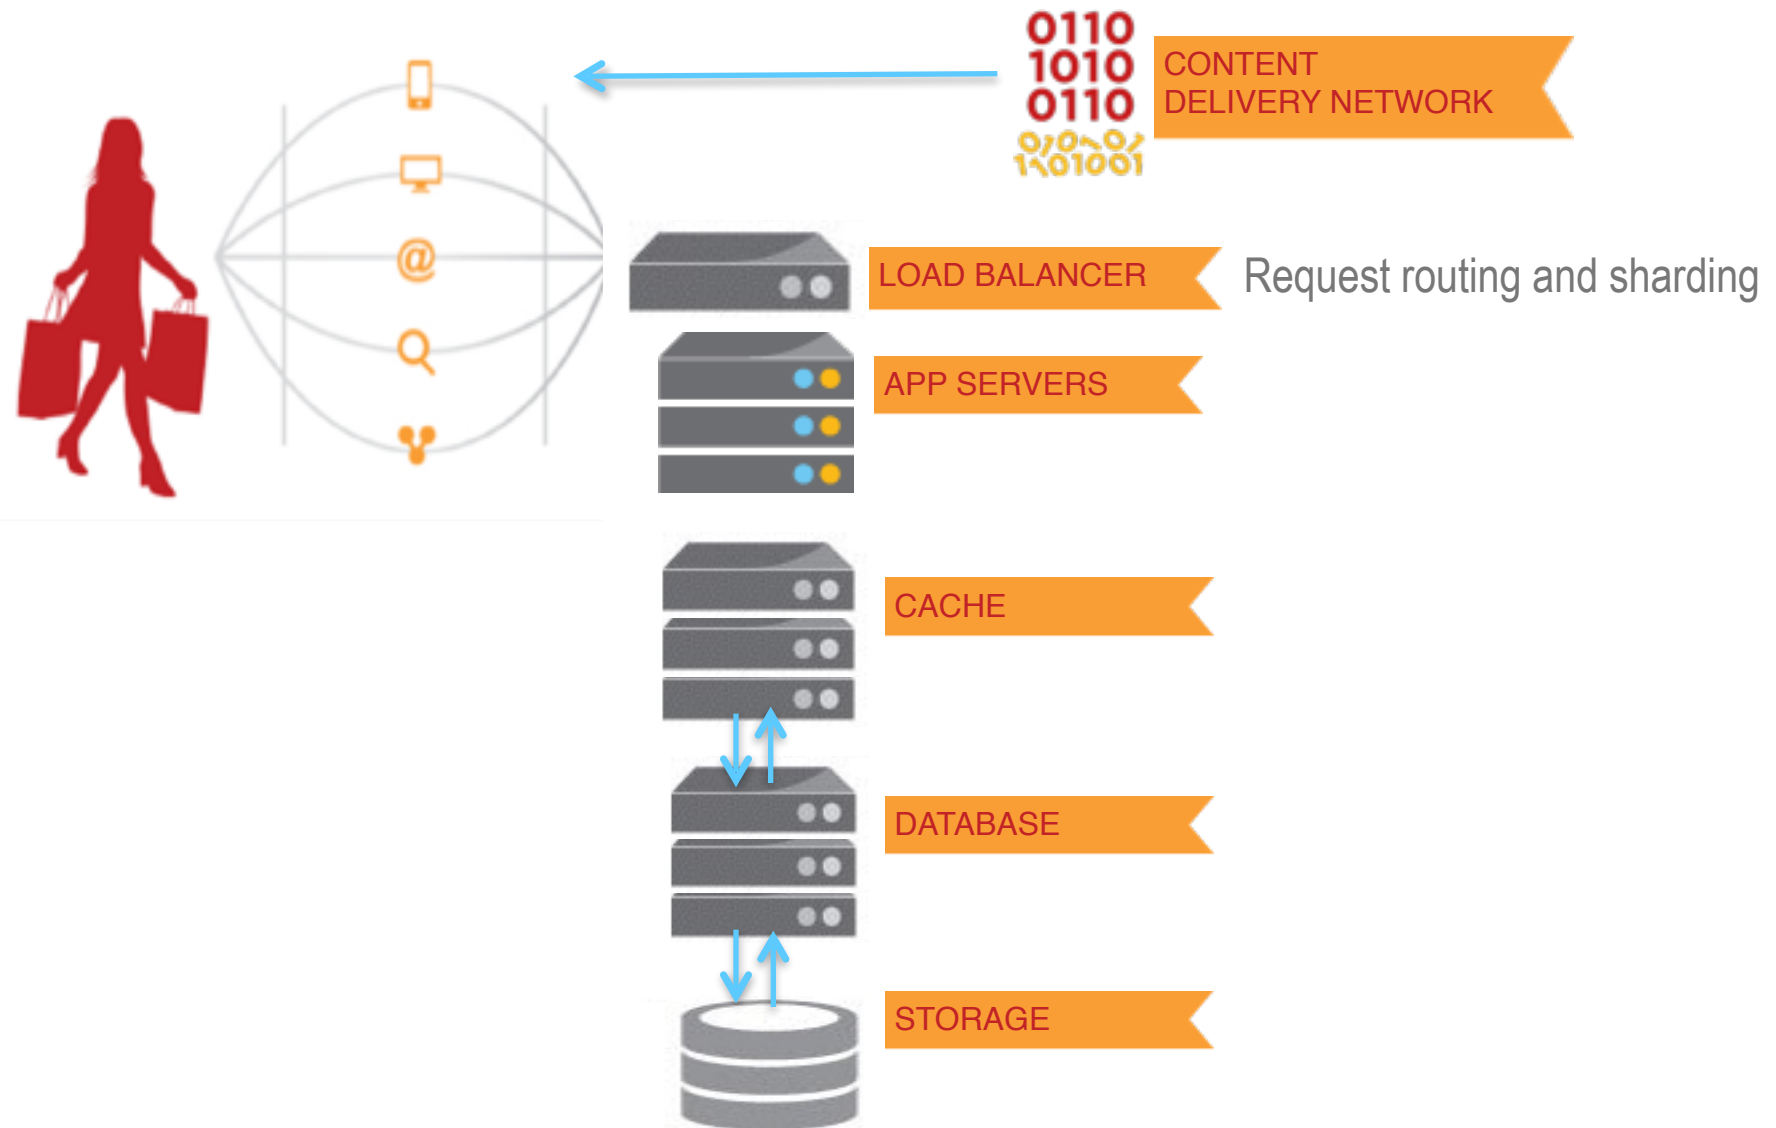 0110
1010
0110
CONTENT
DELIVERY NETWORK
LOAD BALANCER
Request routing and sharding
APP SERVERS
@
CACHE
DATABASE
STORAGE